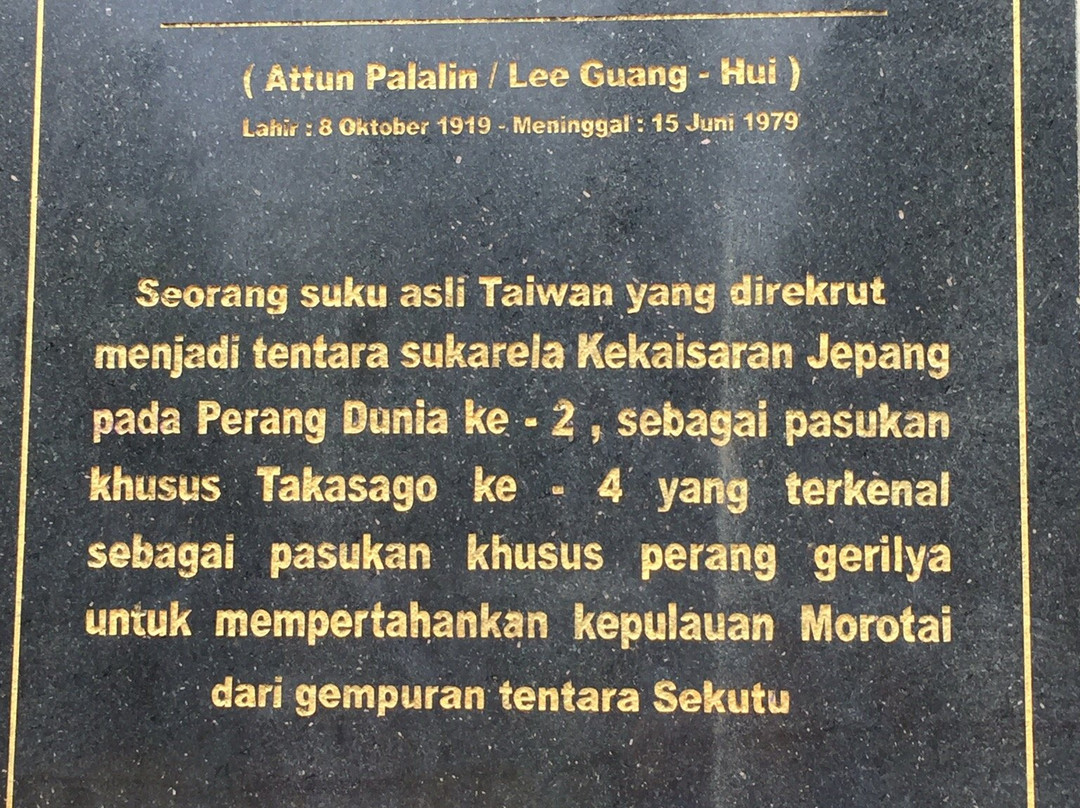 ( Attun Palalin / Lee Guang - Hui )
Lahir : 8 Oktober 1919 - Meninggal : 15 Juni 1979
Seorang suku asli Taiwan yang direkrut
menjadi tentara sukarela Kekaisaran Jepang
pada Perang Dunia ke - 2 , sebagai pasukan
khusus Takasago ke - 4 yang terkenal
sebagai pasukan khusus perang gerilya
untuk mempertahankan kepulauan Morotai
dari gempuran tentara Sekutu